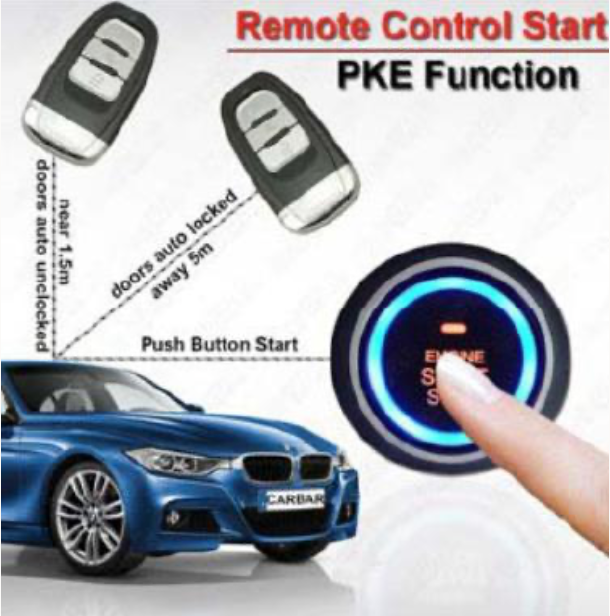 Remote Control Start
PKE Function
near 1.5m
doors auto unclocked
doors auto locked
away 5m
Push Button Start
ENGINE
CARBAR